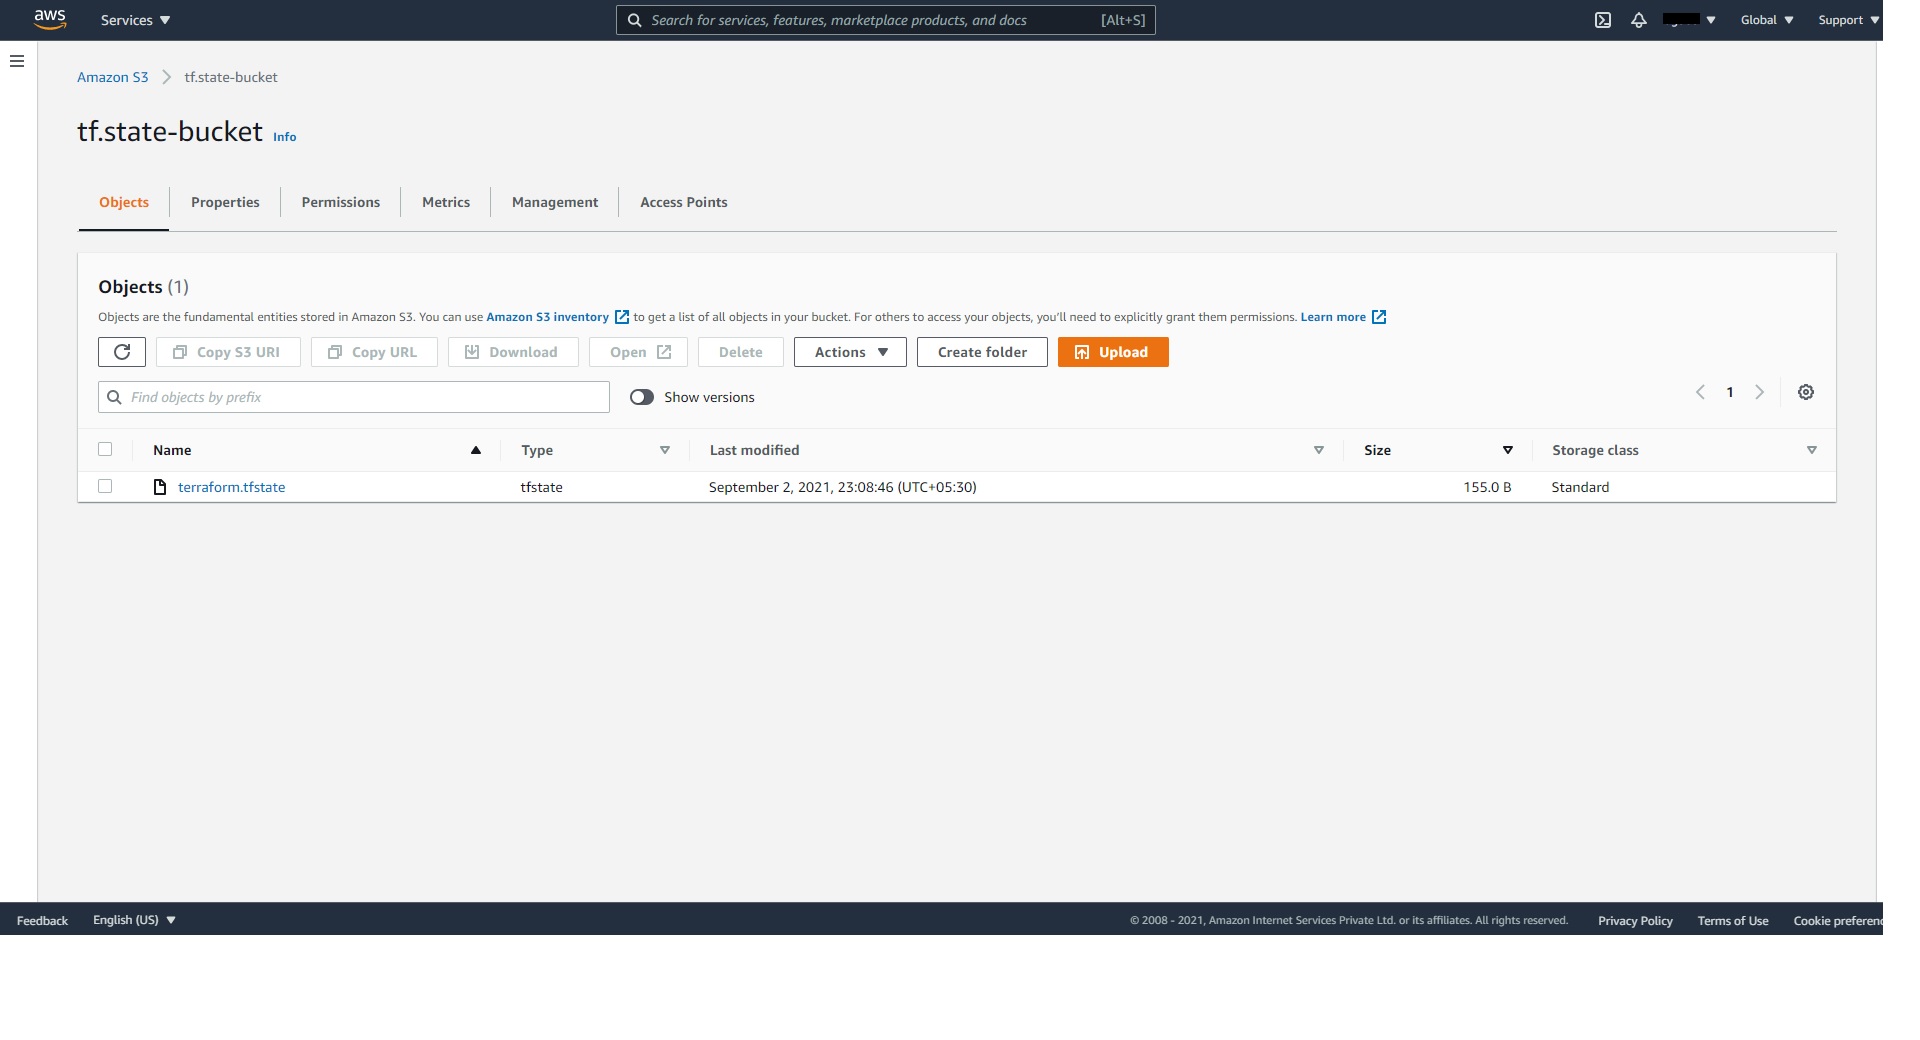 aws Services Search for services, features, marketplace products, and docs [Alt+S] Global Support
Amazon S3 tf.state-bucket
tf.state-bucket Info
Objects Properties Permissions Metrics Management Access Points
Objects (1)
Objects are the fundamental entities stored in Amazon S3. You can use Amazon S3 inventory to get a list of all objects in your bucket. For others to access your objects, you'll need to explicitly grant them permissions. Learn more
Copy S3 URI Copy URL Download Open Delete Actions Create folder Upload
Find objects by prefix Show versions 1
Name Type Last modified Size Storage class
terraform.tfstate tfstate September 2, 2021, 23:08:46 (UTC+05:30) 155.0 B Standard
Feedback English (US) © 2008 - 2021, Amazon Internet Services Private Ltd. or its affiliates. All rights reserved. Privacy Policy Terms of Use Cookie preferenc